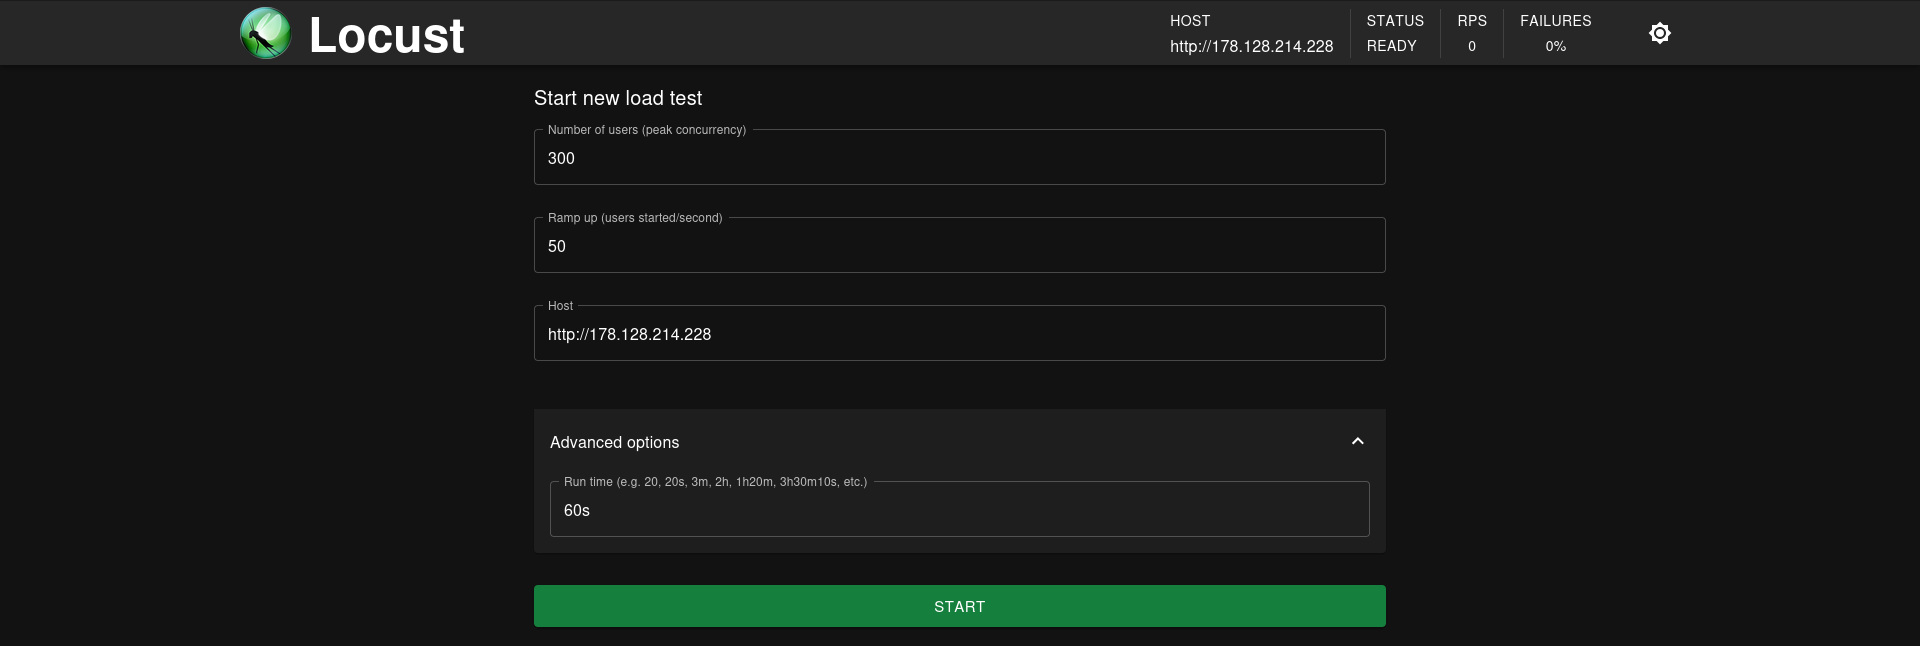 Locust
HOST
http://178.128.214.228
STATUS
READY
RPS
0
FAILURES
0%
Start new load test
Number of users (peak concurrency)
300
Ramp up (users started/second)
50
Host
http://178.128.214.228
Advanced options
Run time (e.g. 20, 20s, 3m, 2h, 1h20m, 3h30m10s, etc.)
60s
START